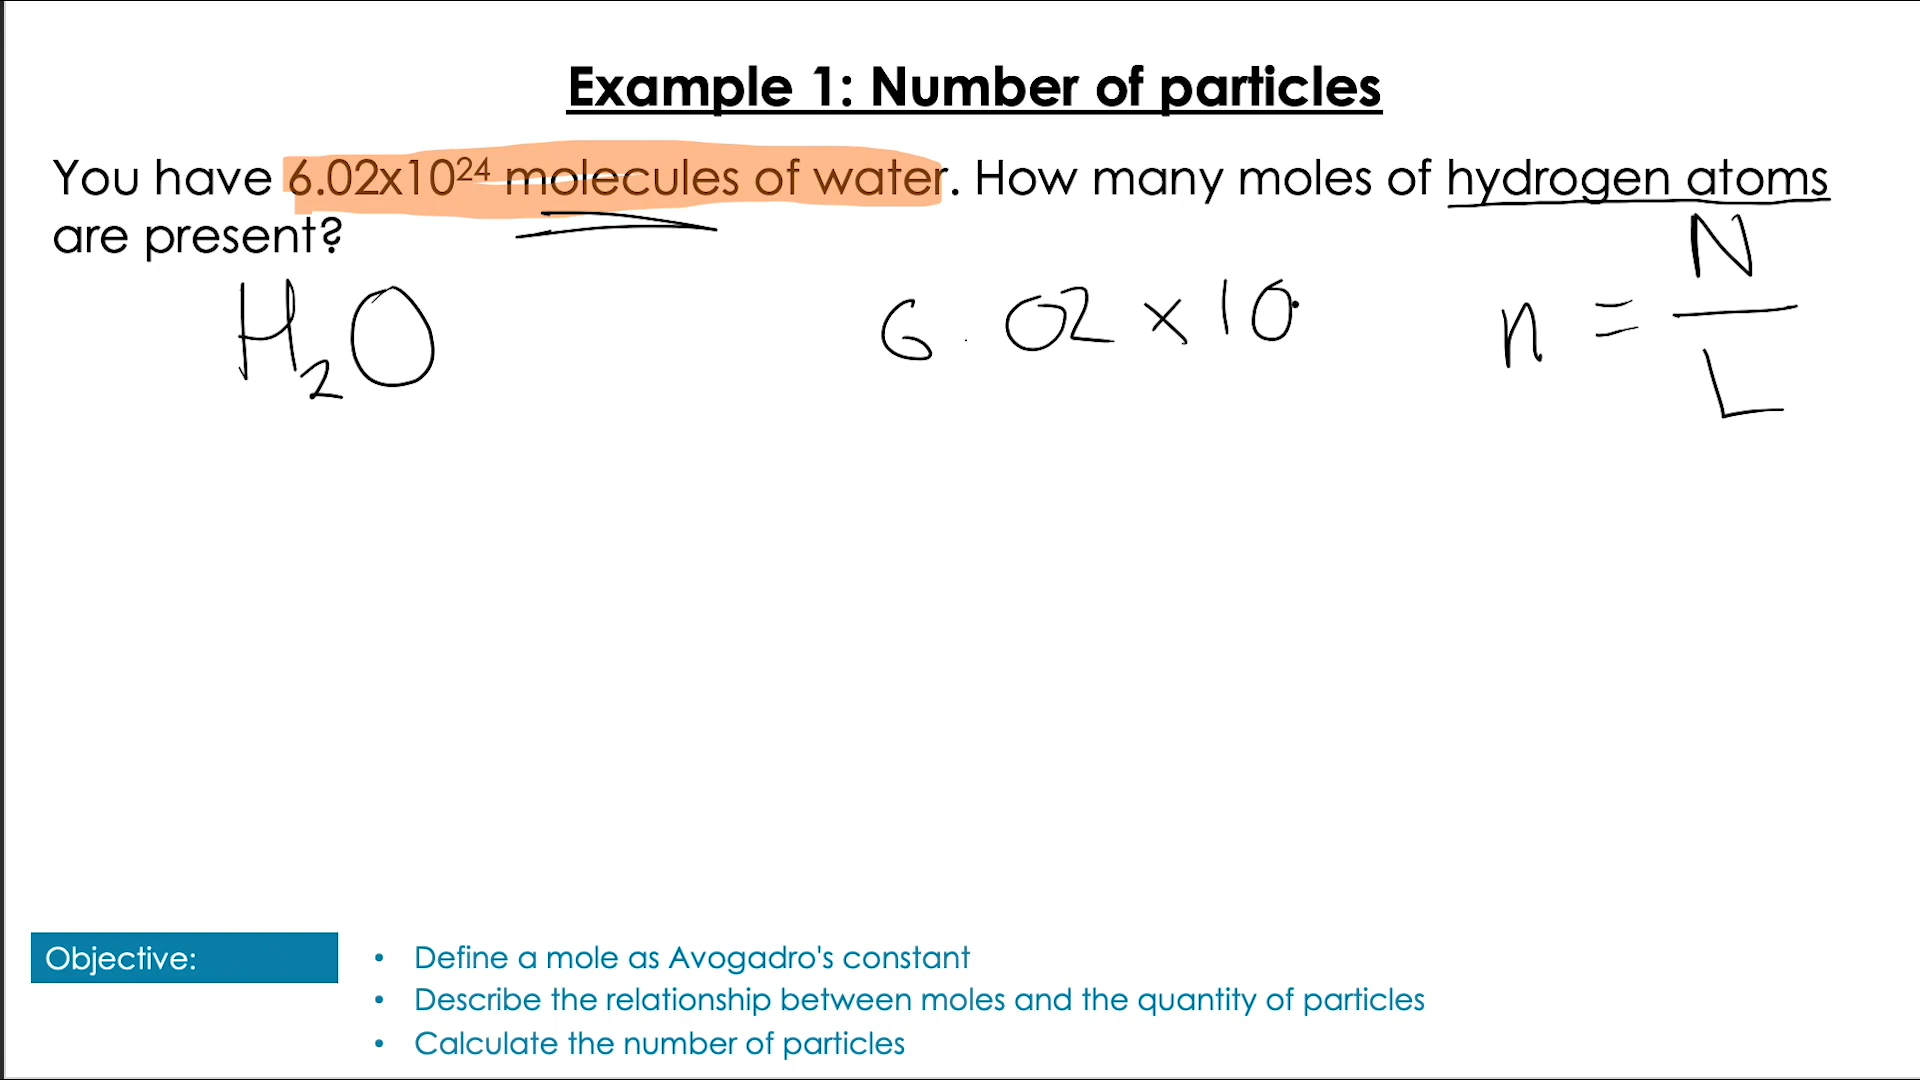 Example 1: Number of particles
You have 6.02x10²⁴ molecules of water. How many moles of hydrogen atoms
are present?
H₂O 6.02 x 10 n = N/L
Objective:
• Define a mole as Avogadro's constant
• Describe the relationship between moles and the quantity of particles
• Calculate the number of particles